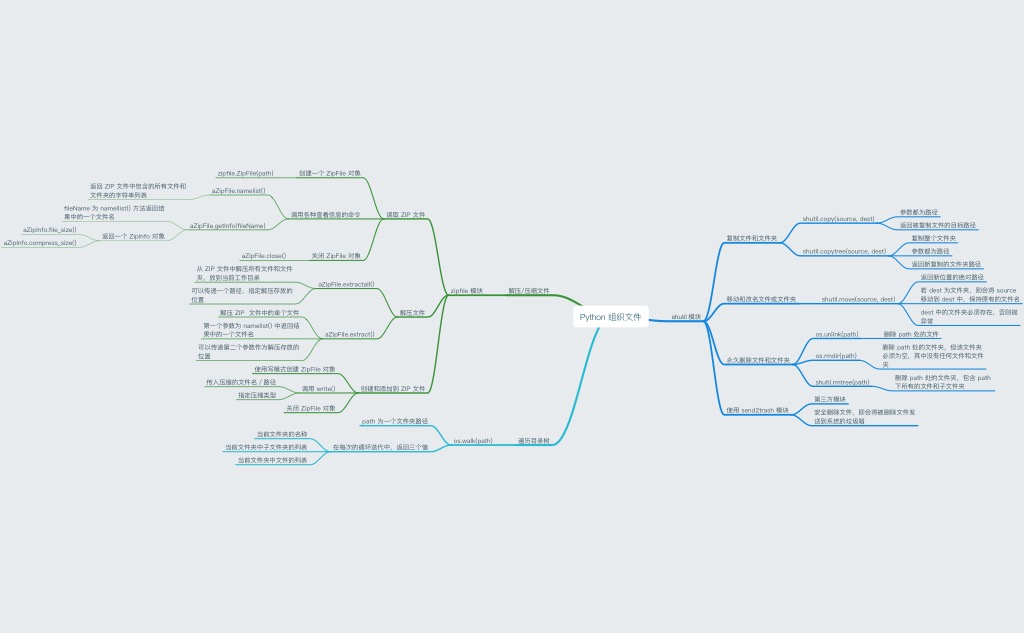 Python 组织文件
shutil 模块
复制文件和文件夹
shutil.copy(source, dest)
参数都为路径
返回被复制文件的目标路径
shutil.copytree(source, dest)
复制整个文件夹
参数都为路径
返回新复制的文件夹路径
移动和改名文件或文件夹
shutil.move(source, dest)
返回新位置的绝对路径
若 dest 为文件夹，则会将 source
移动到 dest 中，保持原有的文件名
dest 中的文件夹必须存在，否则抛
异常
永久删除文件和文件夹
os.unlink(path)
删除 path 处的文件
os.rmdir(path)
删除 path 处的文件夹，但该文件夹
必须为空，其中没有任何文件和文件
夹
shutil.rmtree(path)
删除 path 处的文件夹，包含 path
下所有的文件和子文件夹
使用 send2trash 模块
第三方模块
安全删除文件，即会将被删除文件发
送到系统的垃圾箱
解压/压缩文件
zipfile 模块
读取 ZIP 文件
创建一个 ZipFile 对象
zipfile.ZipFile(path)
调用各种查看信息的命令
aZipFile.namelist()
返回 ZIP 文件中包含的所有文件和
文件夹的字符串列表
aZipFile.getInfo(fileName)
fileName 为 namellist() 方法返回结
果中的一个文件名
返回一个 ZipInfo 对象
aZipInfo.file_size()
aZipInfo.compress_size()
关闭 ZipFile 对象
aZipFile.close()
解压文件
aZipFile.extractall()
从 ZIP 文件中解压所有文件和文件
夹，放到当前工作目录
可以传递一个路径，指定解压存放的
位置
aZipFile.extract()
解压 ZIP 文件中的单个文件
第一个参数为 namelist() 中返回结
果中的一个文件名
可以传递第二个参数作为解压存放的
位置
创建和添加到 ZIP 文件
使用写模式创建 ZipFile 对象
调用 write()
传入压缩的文件名 / 路径
指定压缩类型
关闭 ZipFile 对象
遍历目录树
os.walk(path)
path 为一个文件夹路径
在每次的循环迭代中，返回三个值
当前文件夹的名称
当前文件夹中子文件夹的列表
当前文件夹中文件的列表